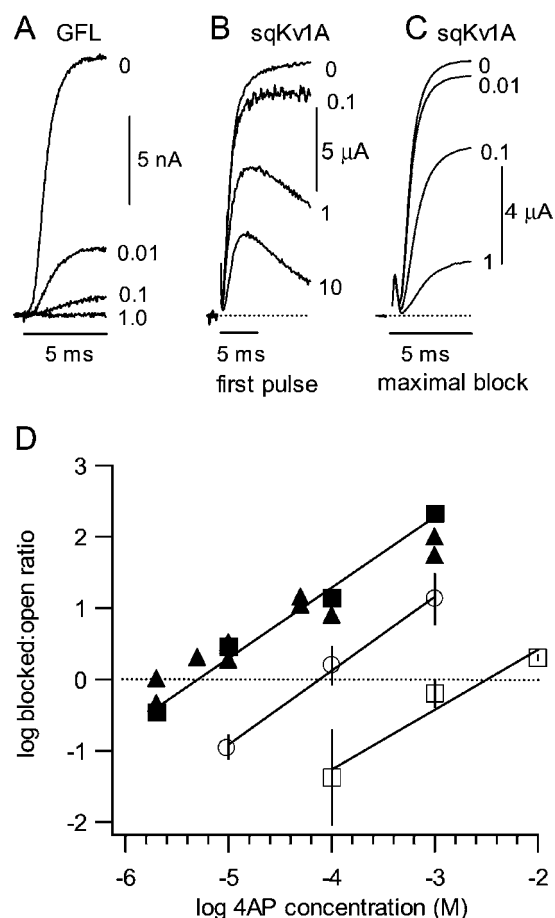 A GFL
0
5 nA
0.01
0.1
1.0
5 ms
B sqKv1A
0
0.1
5 µA
1
10
5 ms
first pulse
C sqKv1A
0
0.01
0.1
4 µA
1
5 ms
maximal block
D
log blocked:open ratio
3
2
1
0
-1
-2
-6 -5 -4 -3 -2
log 4AP concentration (M)